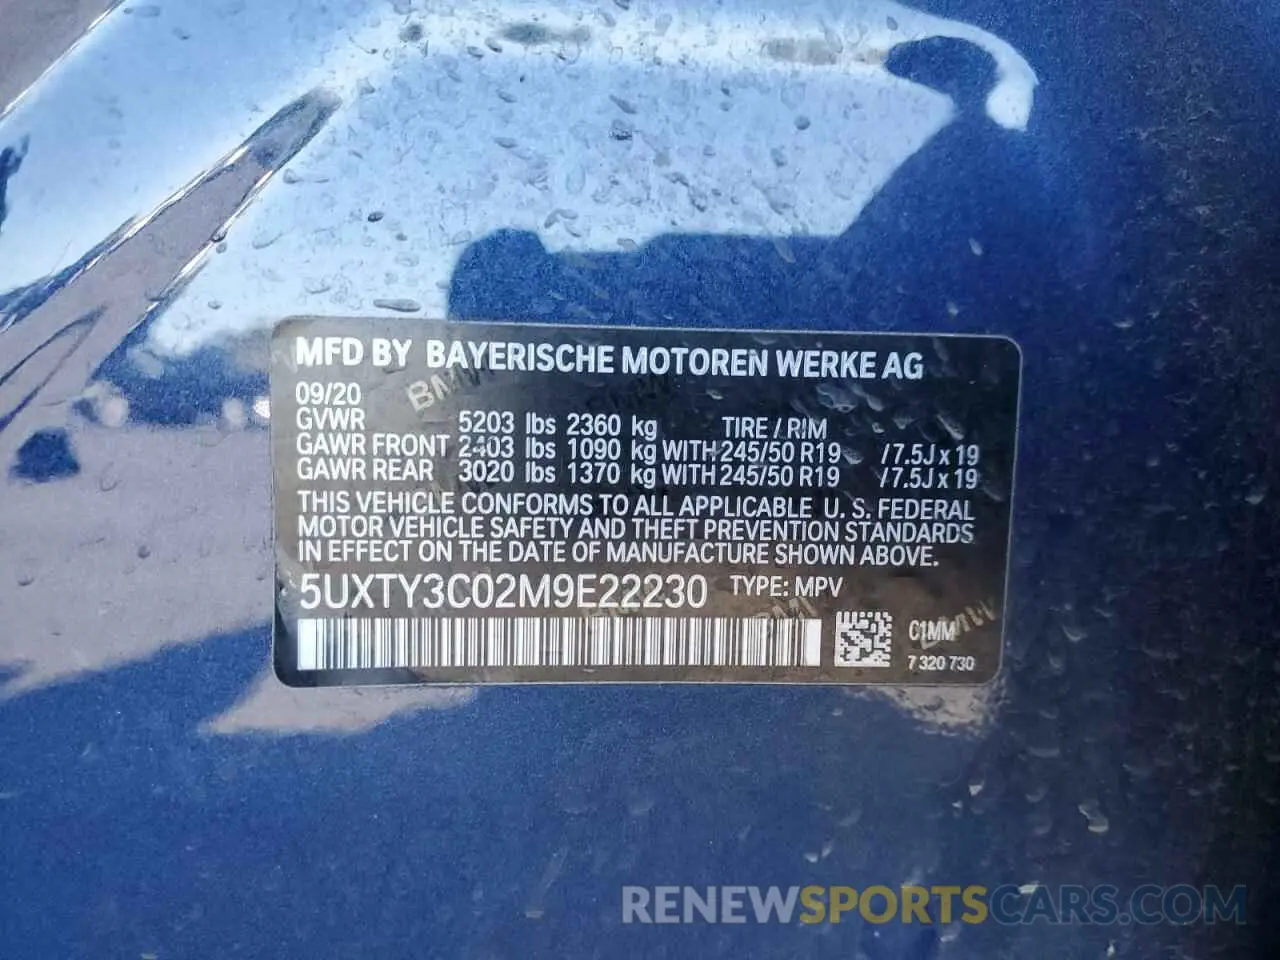 MFD BY BAYERISCHE MOTOREN WERKE AG
09/20
GVWR 5203 lbs 2360 kg TIRE / RIM
GAWR FRONT 2403 lbs 1090 kg WITH 245/50 R19 /7.5J x 19
GAWR REAR 3020 lbs 1370 kg WITH 245/50 R19 /7.5J x 19
THIS VEHICLE CONFORMS TO ALL APPLICABLE U. S. FEDERAL
MOTOR VEHICLE SAFETY AND THEFT PREVENTION STANDARDS
IN EFFECT ON THE DATE OF MANUFACTURE SHOWN ABOVE.
5UXTY3C02M9E22230 TYPE: MPV
C1MM
7 320 730
RENEWSPORTSCARS.COM